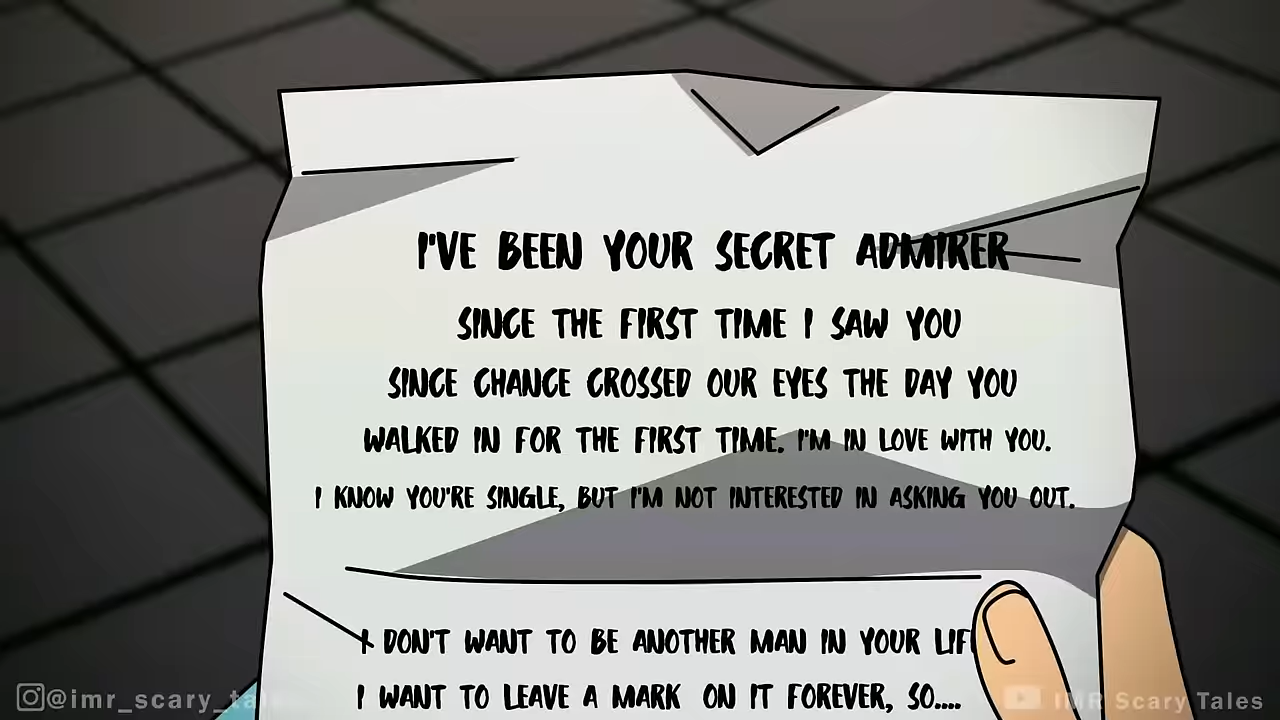 I'VE BEEN YOUR SECRET ADMIRER
SINCE THE FIRST TIME I SAW YOU
SINCE CHANCE CROSSED OUR EYES THE DAY YOU
WALKED IN FOR THE FIRST TIME. I'M IN LOVE WITH YOU.
I KNOW YOU'RE SINGLE, BUT I'M NOT INTERESTED IN ASKING YOU OUT.
I DON'T WANT TO BE ANOTHER MAN IN YOUR LIF
I WANT TO LEAVE A MARK ON IT FOREVER, SO....
@imr_scary_ta
IMR Scary Tales